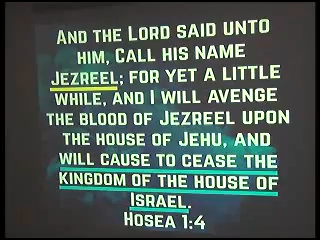 And the Lord said unto
him, Call his name
Jezreel; for yet a little
while, and I will avenge
the blood of Jezreel upon
the house of Jehu, and
will cause to cease the
kingdom of the house of
Israel.
Hosea 1:4